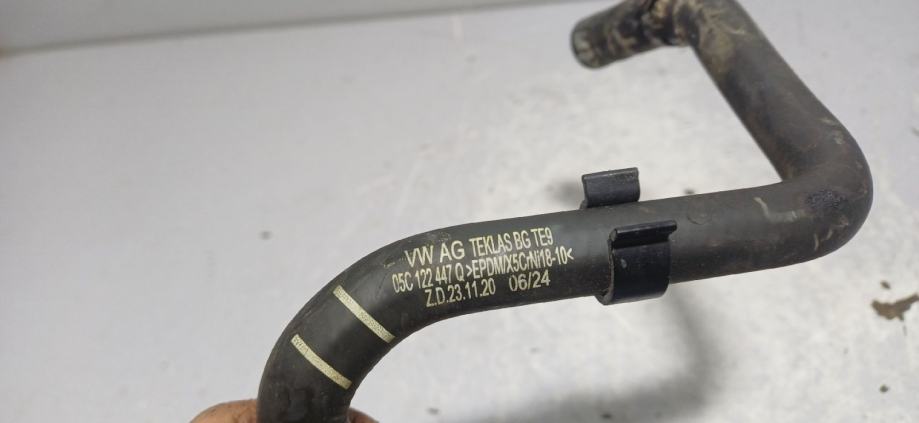 VW AG TEKLAS BG TE9
05C 122 447 Q >EPDM/X5CrNi18-10<
Z.D.23.11.20 06/24